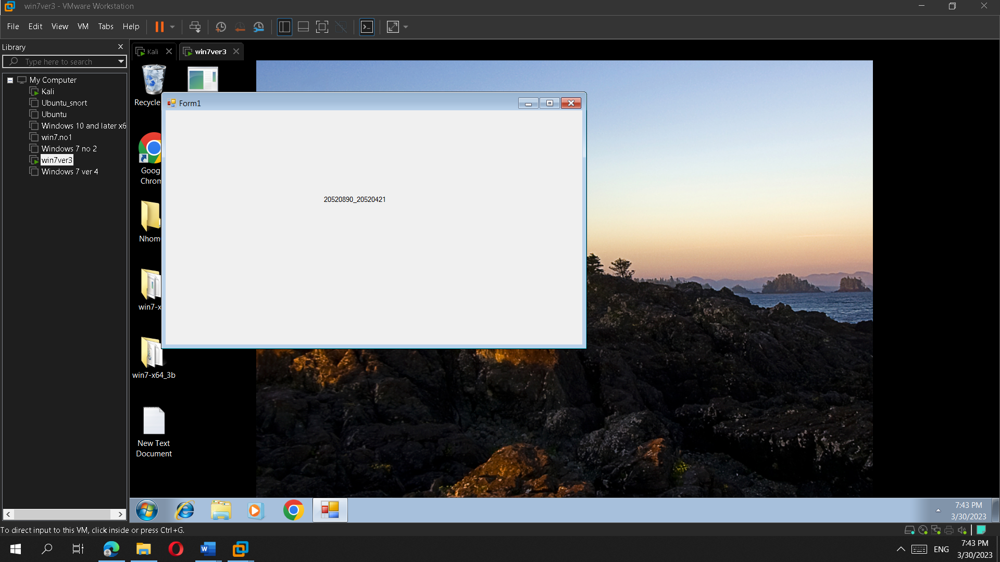 win7ver3 - VMware Workstation
File Edit View VM Tabs Help
Library
Type here to search
My Computer
Kali
Ubuntu_snort
Ubuntu
Windows 10 and later x6
win7.no1
Windows 7 no 2
win7ver3
Windows 7 ver 4
Kali
win7ver3
Recycle
Goog
Chrom
Nhom
win7-x
win7-x64_3b
New Text
Document
Form1
20520890_20520421
7:43 PM
3/30/2023
To direct input to this VM, click inside or press Ctrl+G.
ENG
7:43 PM
3/30/2023